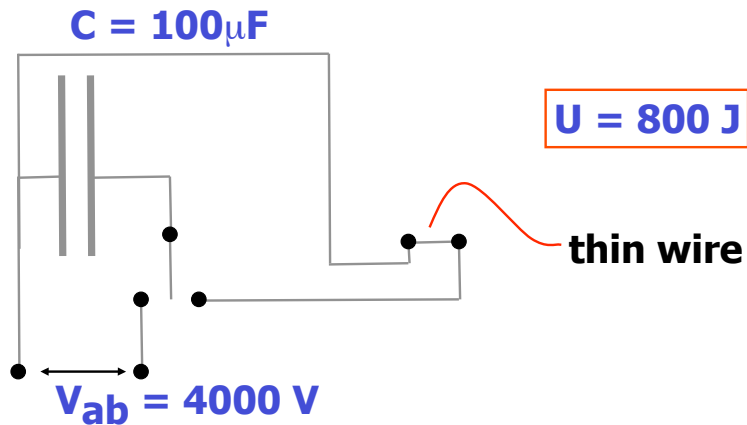 C = 100μF
U = 800 J
thin wire
Vab = 4000 V